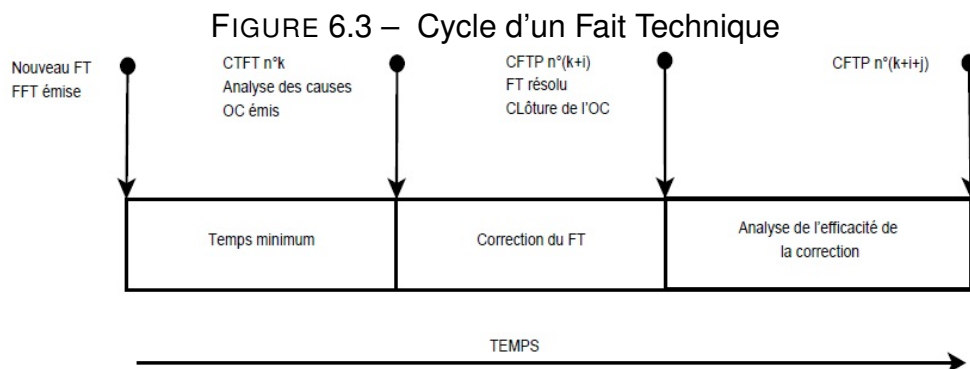 FIGURE 6.3 – Cycle d'un Fait Technique
Nouveau FT
FFT émise
CTFT n°k
Analyse des causes
OC émis
CFTP n°(k+i)
FT résolu
CLôture de l'OC
CFTP n°(k+i+j)
Temps minimum
Correction du FT
Analyse de l'efficacité de
la correction
TEMPS